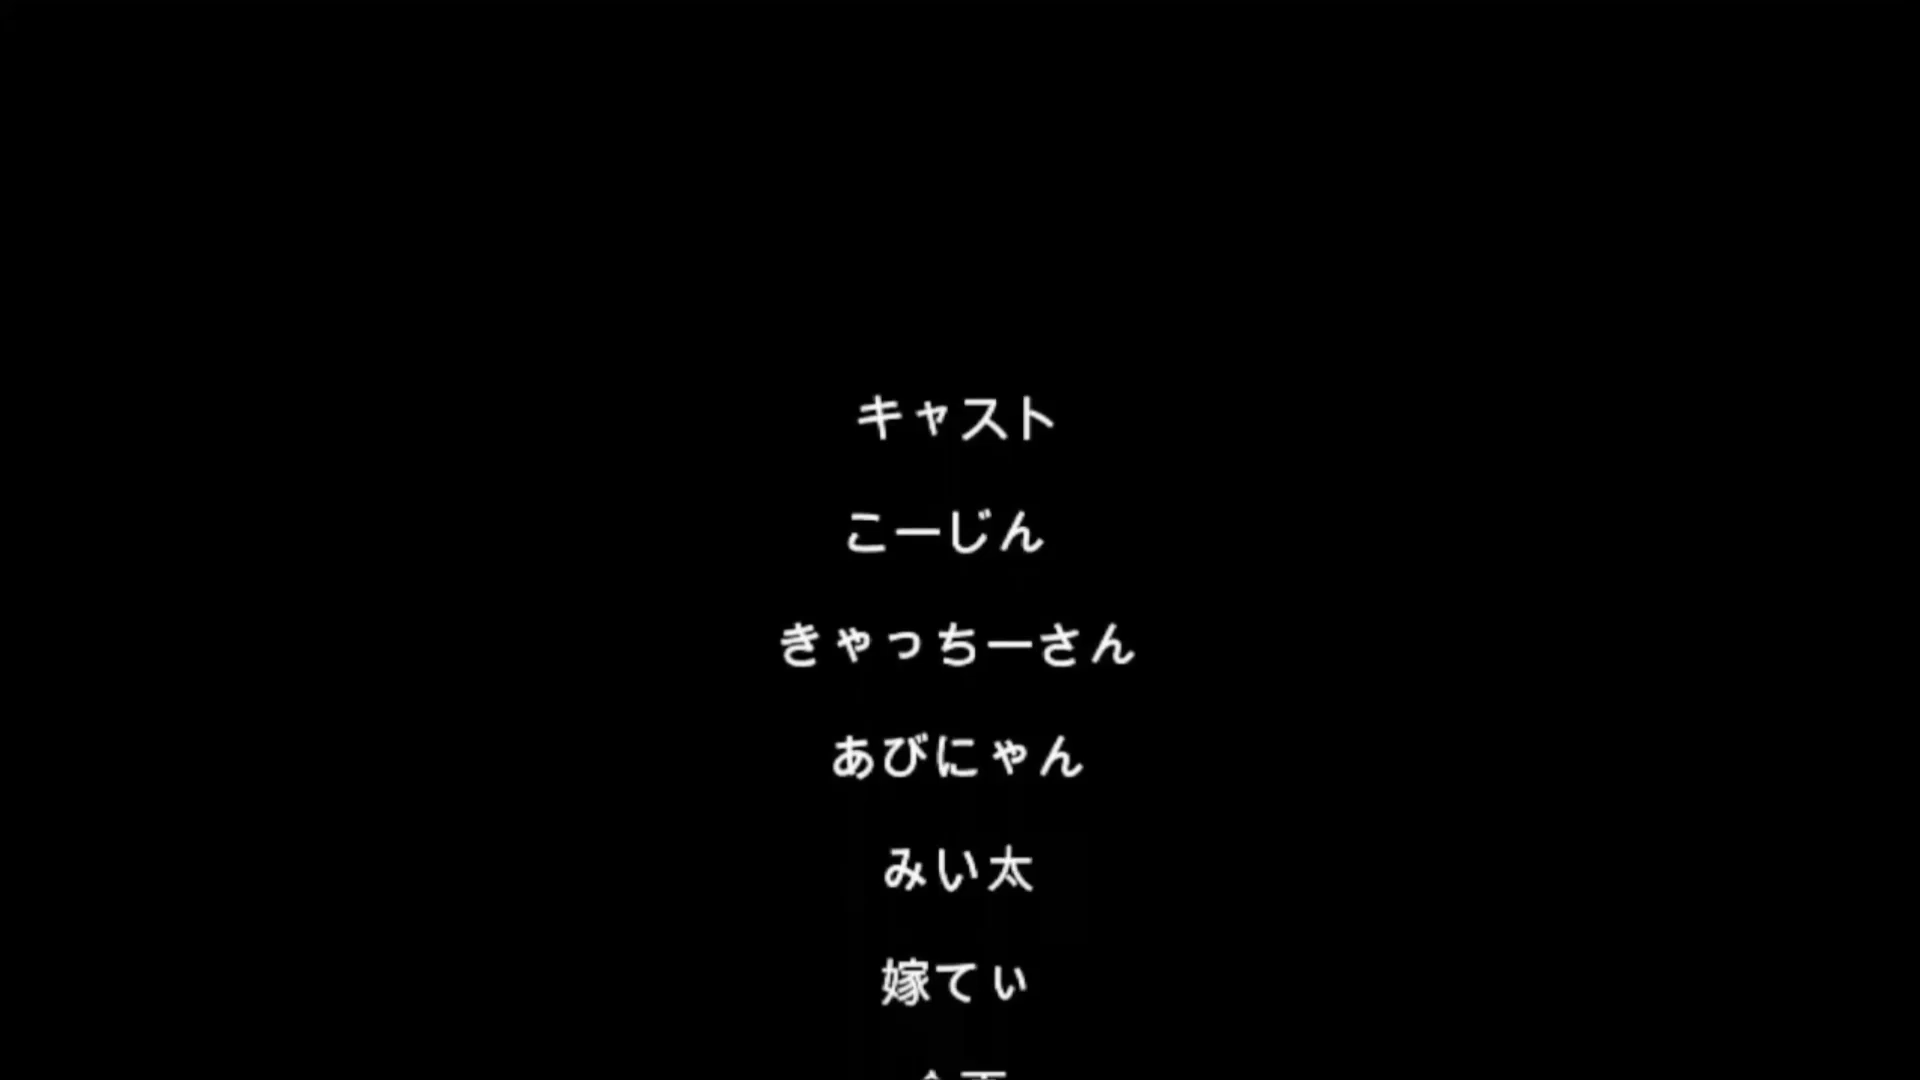 キャスト
こーじん
きゃっちーさん
あびにゃん
みい太
嫁てぃ